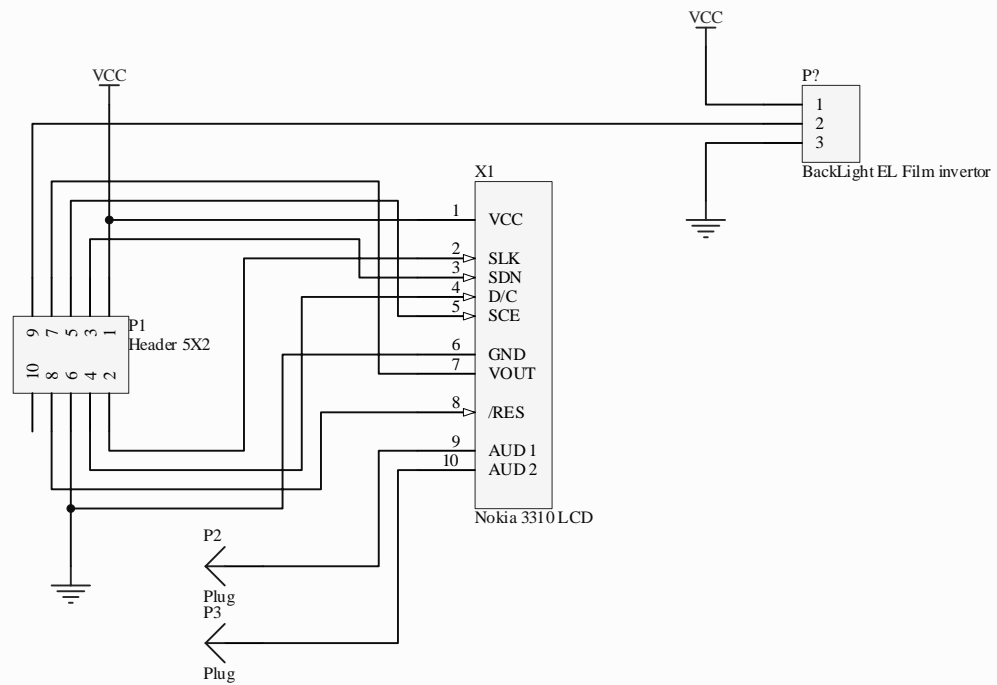 VCC
P?
1
2
3
BackLight EL Film invertor
VCC
X1
1 VCC
2 SLK
3 SDN
4 D/C
5 SCE
6 GND
7 VOUT
8 /RES
9 AUD 1
10 AUD 2
Nokia 3310 LCD
P1
Header 5X2
9 7 5 3 1
10 8 6 4 2
P2
Plug
P3
Plug